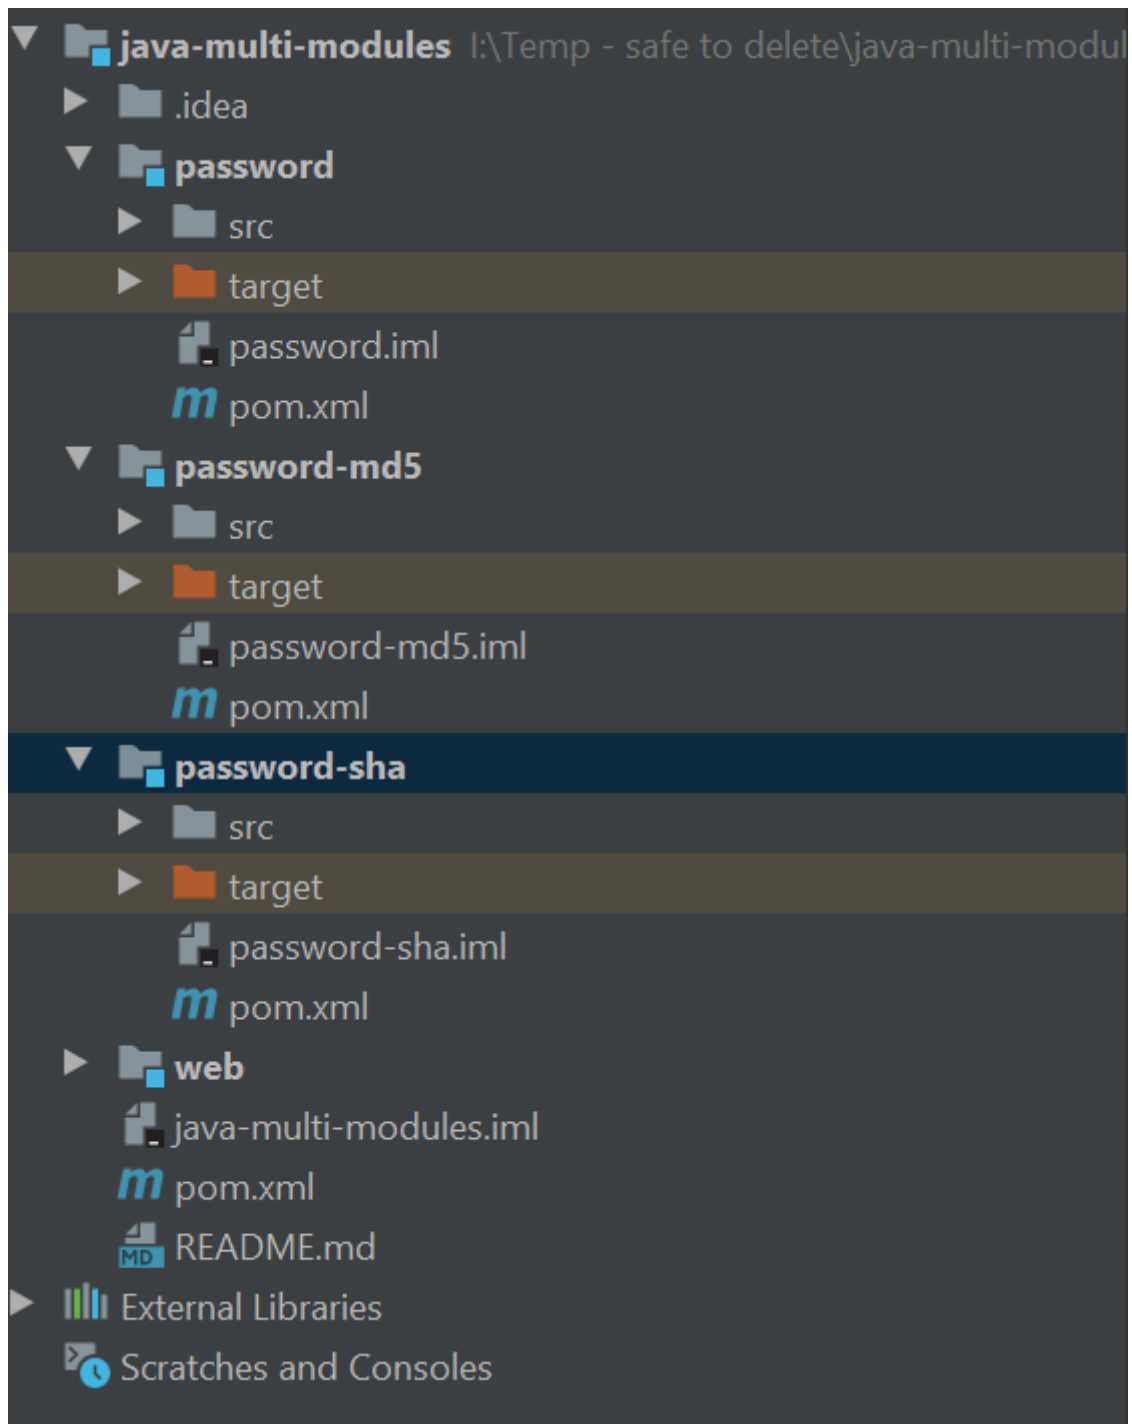 java-multi-modules I:\Temp - safe to delete\java-multi-modul
.idea
password
src
target
password.iml
m pom.xml
password-md5
src
target
password-md5.iml
m pom.xml
password-sha
src
target
password-sha.iml
m pom.xml
web
java-multi-modules.iml
m pom.xml
MD README.md
External Libraries
Scratches and Consoles